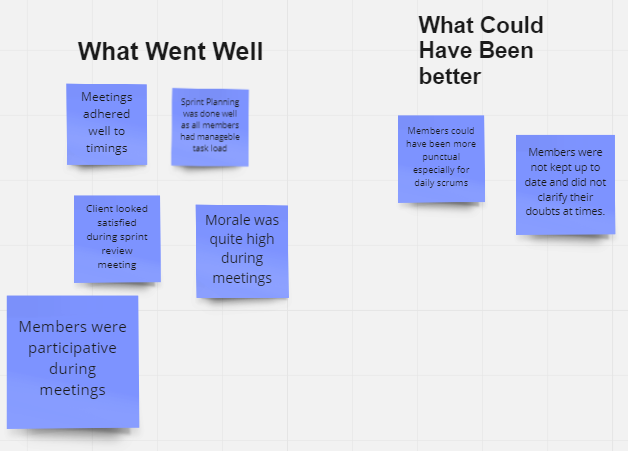 What Went Well
Meetings
adhered
well to
timings
Sprint Planning
was done well
as all members
had manageble
task load
Client looked
satisfied
during sprint
review
meeting
Morale was
quite high
during
meetings
Members were
participative
during
meetings
What Could
Have Been
better
Members could
have been more
punctual
especially for
daily scrums
Members were
not kept up to
date and did not
clarify their
doubts at times.